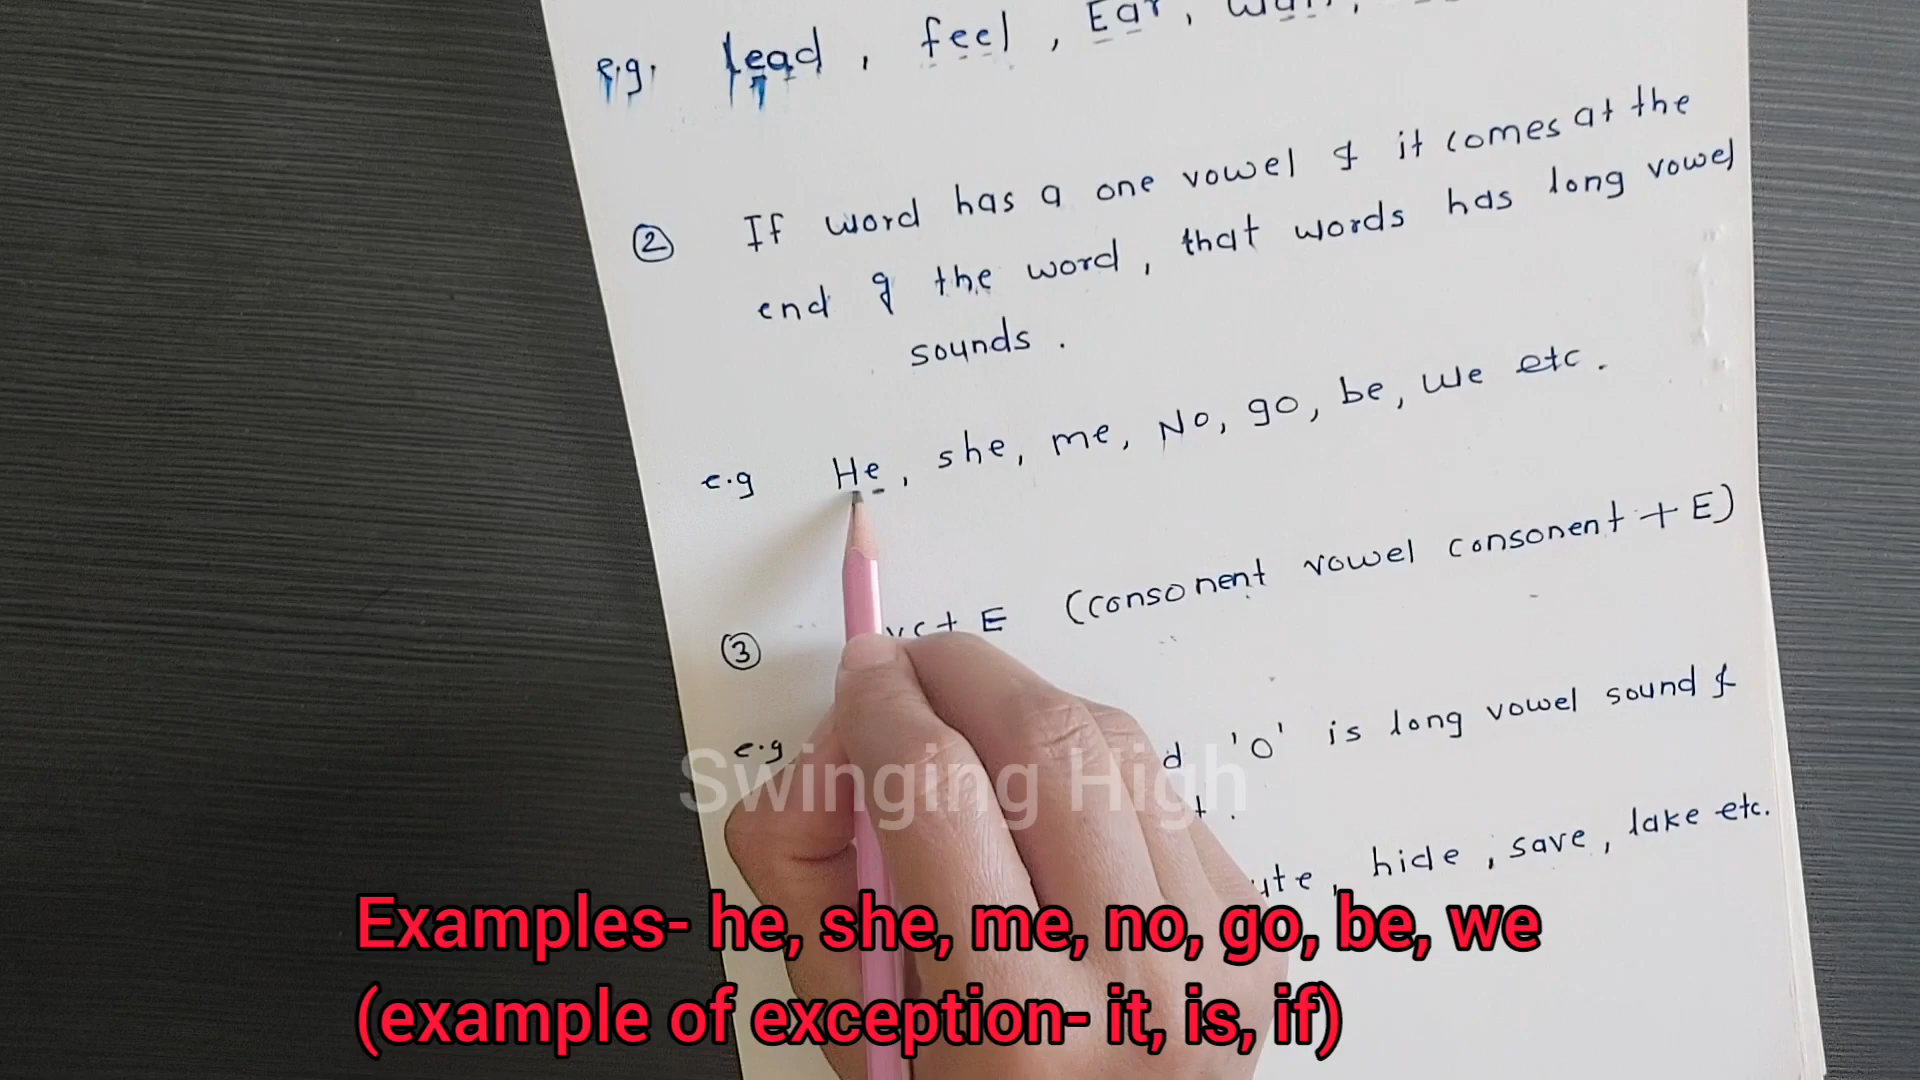 e.g. lead, feel, Ear,
② If word has a one vowel & it comes at the
end of the word, that words has long vowel
sounds.
e.g He, she, me, No, go, be, we etc.
③ vc + E (consonent vowel consonent + E)
e.g d 'o' is long vowel sound &
hide, save, lake etc.
Swinging High
Examples- he, she, me, no, go, be, we
(example of exception- it, is, if)